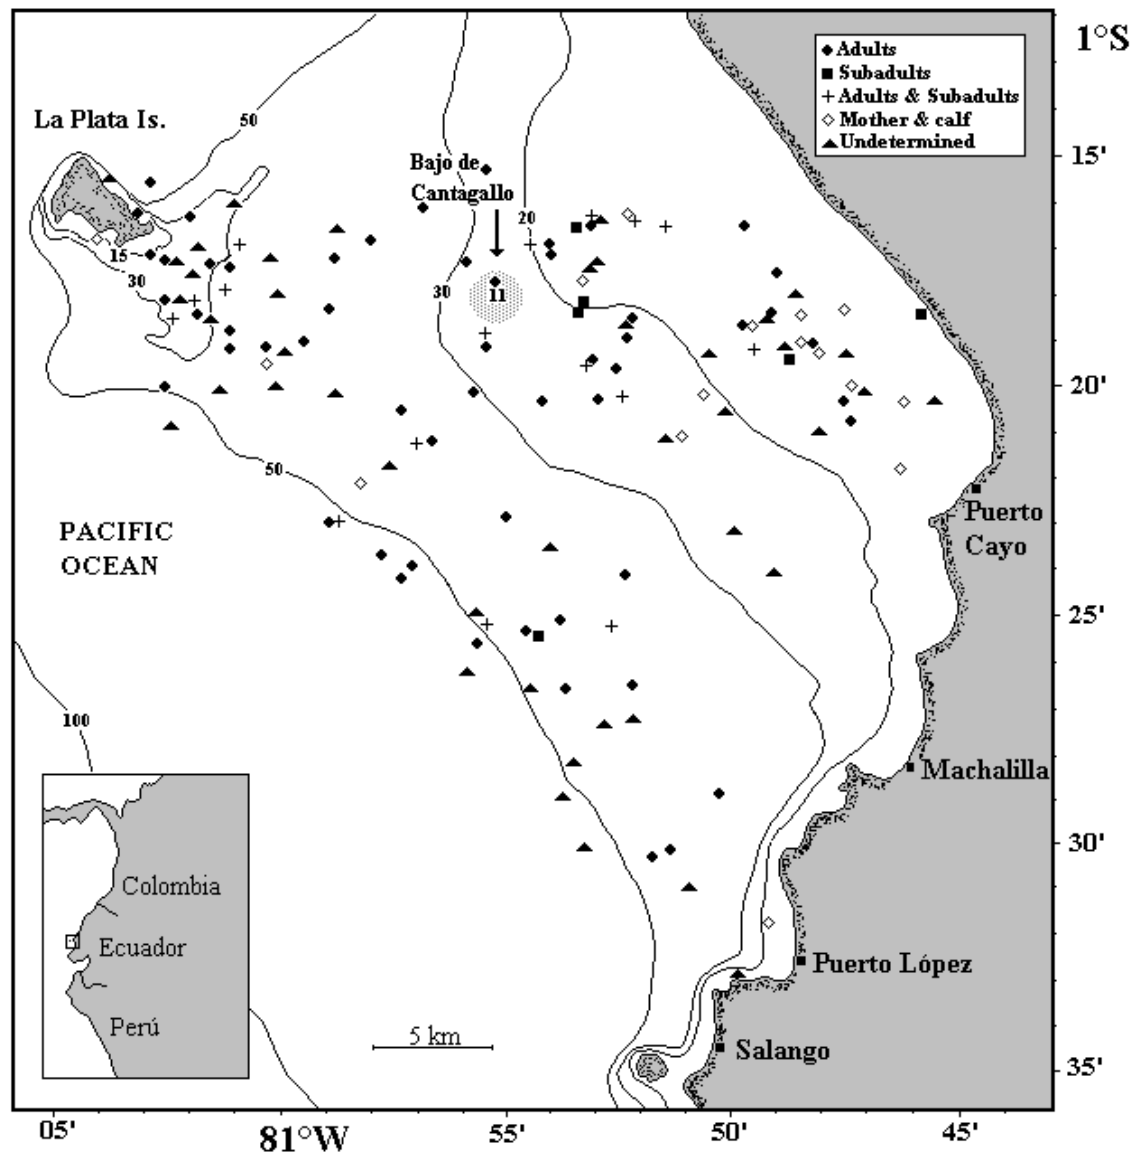 1°S
Adults
Subadults
Adults & Subadults
Mother & calf
Undetermined
La Plata Is.
50
15'
Bajo de
Cantagallo
20
15
30
30
11
20'
50
PACIFIC
OCEAN
Puerto
Cayo
25'
100
Machalilla
Colombia
Ecuador
Perú
30'
Puerto López
5 km
Salango
35'
05'
81°W
55'
50'
45'